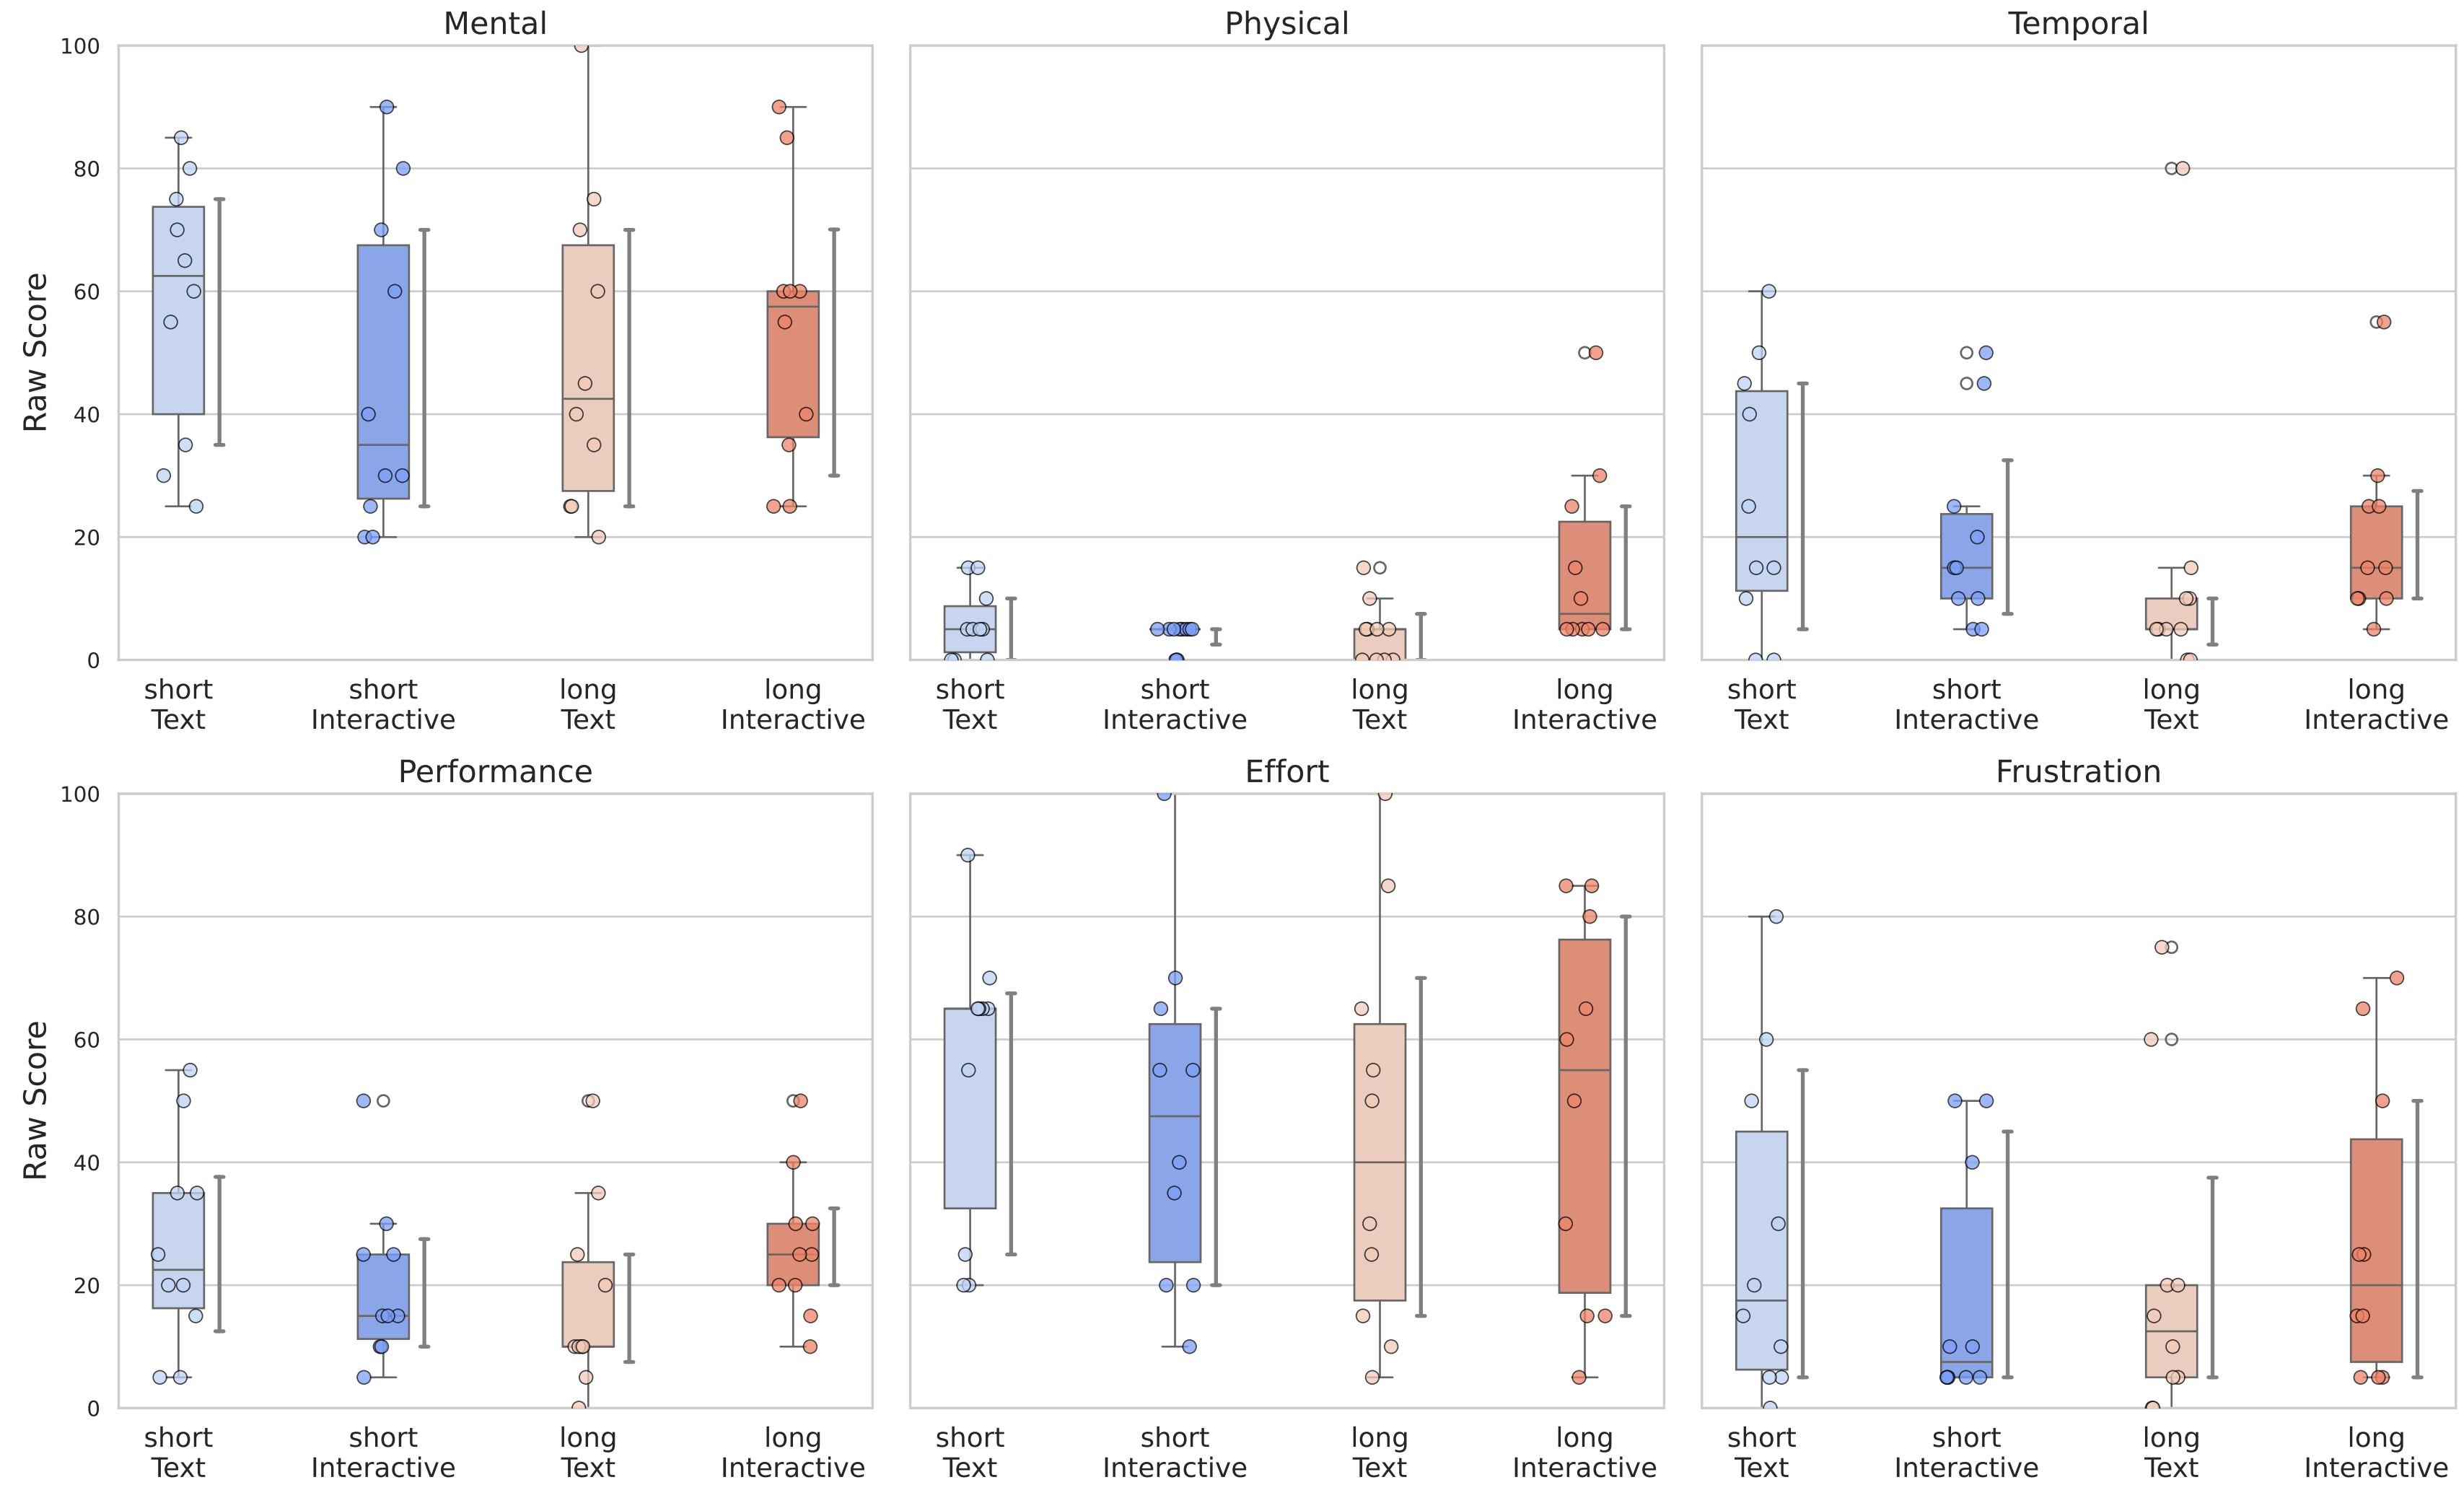 Mental
Physical
Temporal
Raw Score
100
80
60
40
20
0
short
Text
short
Interactive
long
Text
long
Interactive
short
Text
short
Interactive
long
Text
long
Interactive
short
Text
short
Interactive
long
Text
long
Interactive
Performance
Effort
Frustration
Raw Score
100
80
60
40
20
0
short
Text
short
Interactive
long
Text
long
Interactive
short
Text
short
Interactive
long
Text
long
Interactive
short
Text
short
Interactive
long
Text
long
Interactive